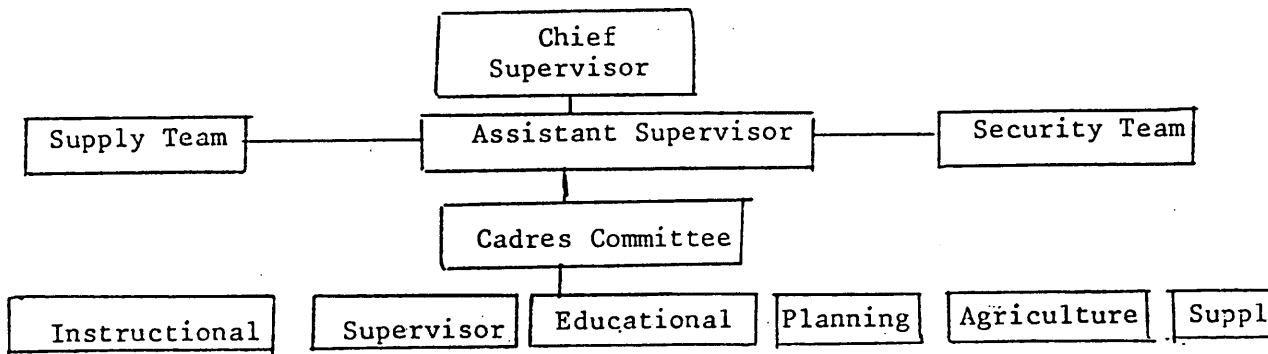 Chief
Supervisor
Supply Team
Assistant Supervisor
Security Team
Cadres Committee
Instructional
Supervisor
Educational
Planning
Agriculture
Suppl